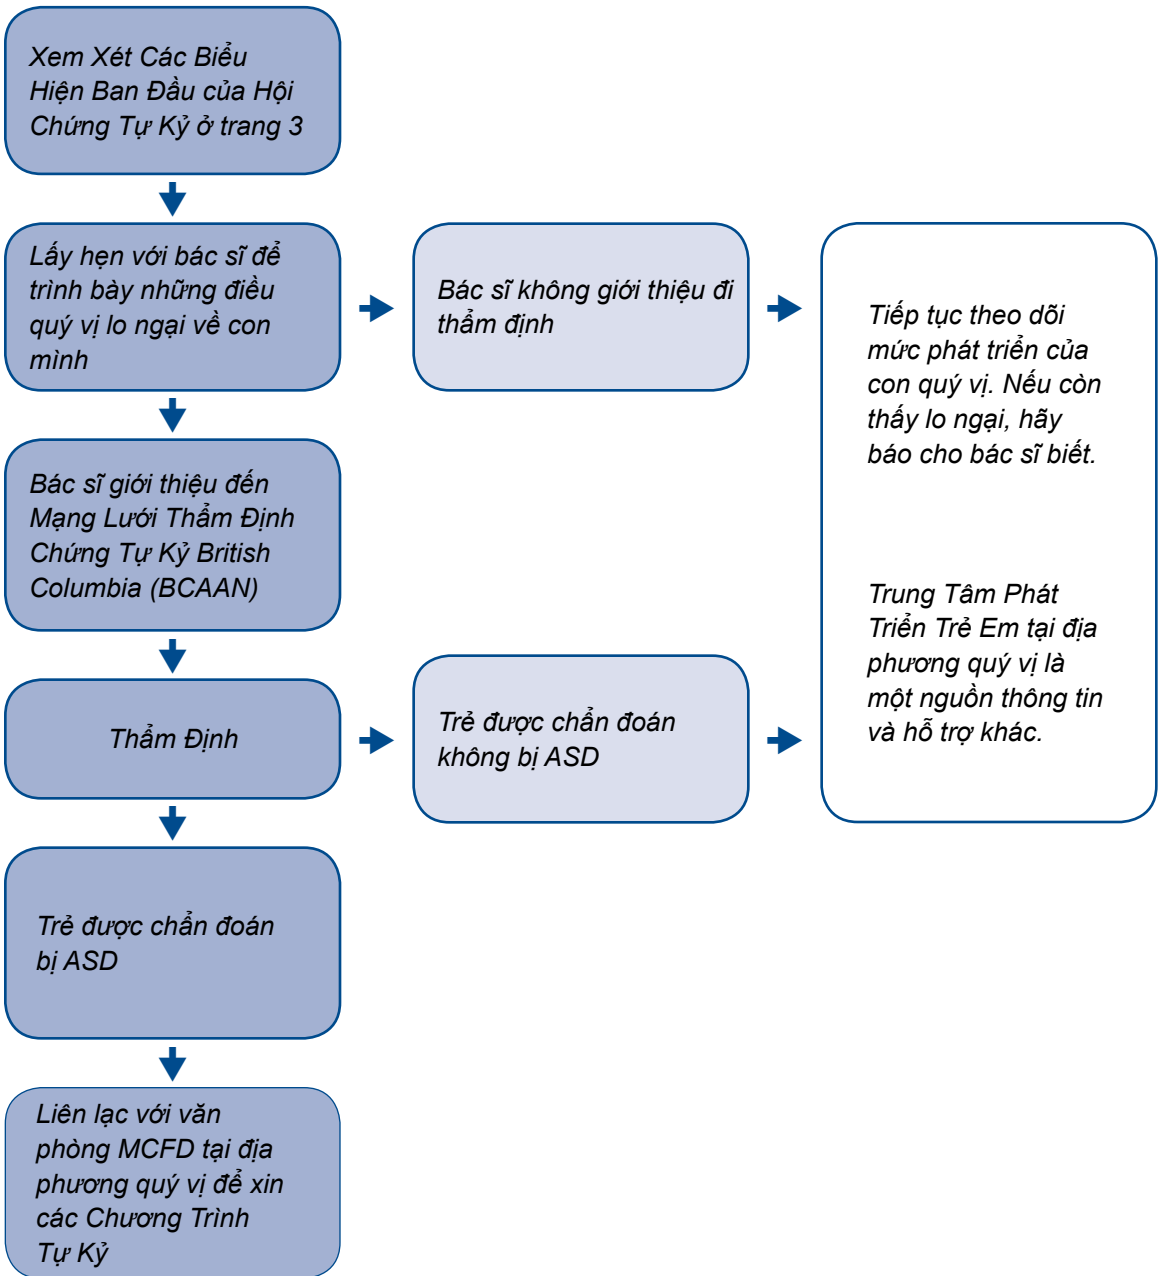 Xem Xét Các Biểu
Hiện Ban Đầu của Hội
Chứng Tự Kỷ ở trang 3
Lấy hẹn với bác sĩ để
trình bày những điều
quý vị lo ngại về con
mình
Bác sĩ không giới thiệu đi
thẩm định
Tiếp tục theo dõi
mức phát triển của
con quý vị. Nếu còn
thấy lo ngại, hãy
báo cho bác sĩ biết.
Trung Tâm Phát
Triển Trẻ Em tại địa
phương quý vị là
một nguồn thông tin
và hỗ trợ khác.
Bác sĩ giới thiệu đến
Mạng Lưới Thẩm Định
Chứng Tự Kỷ British
Columbia (BCAAN)
Thẩm Định
Trẻ được chẩn đoán
không bị ASD
Trẻ được chẩn đoán
bị ASD
Liên lạc với văn
phòng MCFD tại địa
phương quý vị để xin
các Chương Trình
Tự Kỷ